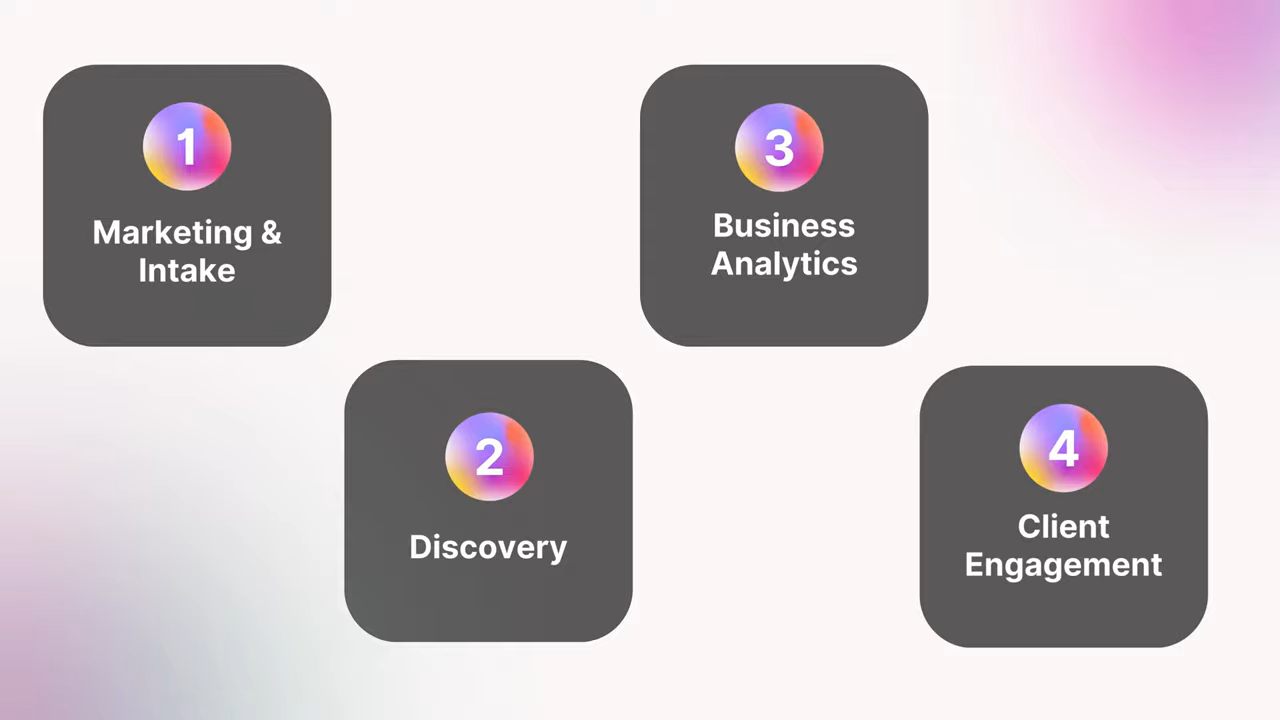 1
Marketing &
Intake
2
Discovery
3
Business
Analytics
4
Client
Engagement